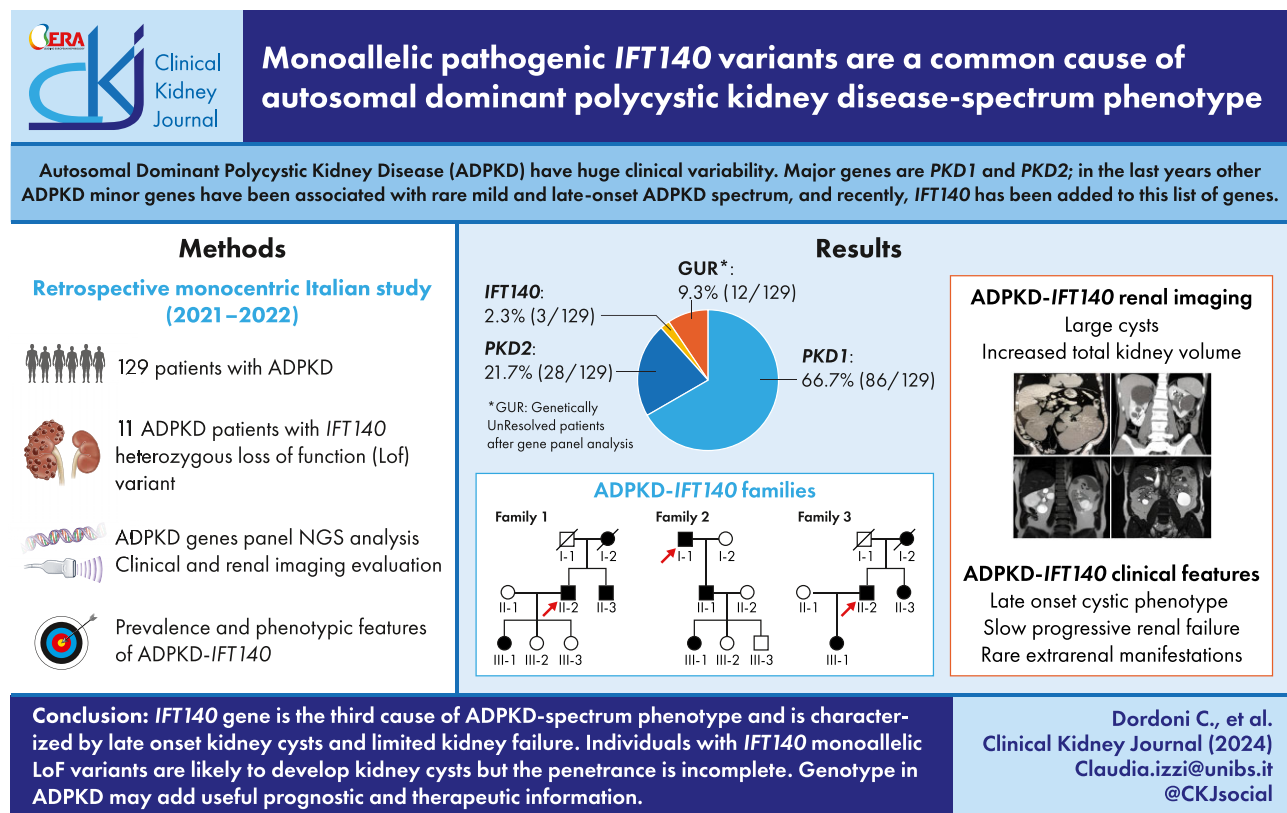 ERA
CKJ
Clinical
Kidney
Journal
Monoallelic pathogenic IFT140 variants are a common cause of
autosomal dominant polycystic kidney disease-spectrum phenotype
Autosomal Dominant Polycystic Kidney Disease (ADPKD) have huge clinical variability. Major genes are PKD1 and PKD2; in the last years other
ADPKD minor genes have been associated with rare mild and late-onset ADPKD spectrum, and recently, IFT140 has been added to this list of genes.
Methods
Retrospective monocentric Italian study
(2021–2022)
129 patients with ADPKD
11 ADPKD patients with IFT140
heterozygous loss of function (Lof)
variant
ADPKD genes panel NGS analysis
Clinical and renal imaging evaluation
Prevalence and phenotypic features
of ADPKD-IFT140
Results
GUR*:
9.3% (12/129)
IFT140:
2.3% (3/129)
PKD2:
21.7% (28/129)
PKD1:
66.7% (86/129)
*GUR: Genetically
UnResolved patients
after gene panel analysis
ADPKD-IFT140 families
Family 1
I-1 I-2
II-1 II-2 II-3
III-1 III-2 III-3
Family 2
I-1 I-2
II-1 II-2
III-1 III-2 III-3
Family 3
I-1 I-2
II-1 II-2 II-3
III-1
ADPKD-IFT140 renal imaging
Large cysts
Increased total kidney volume
ADPKD-IFT140 clinical features
Late onset cystic phenotype
Slow progressive renal failure
Rare extrarenal manifestations
Conclusion: IFT140 gene is the third cause of ADPKD-spectrum phenotype and is character-
ized by late onset kidney cysts and limited kidney failure. Individuals with IFT140 monoallelic
LoF variants are likely to develop kidney cysts but the penetrance is incomplete. Genotype in
ADPKD may add useful prognostic and therapeutic information.
Dordoni C., et al.
Clinical Kidney Journal (2024)
Claudia.izzi@unibs.it
@CKJsocial